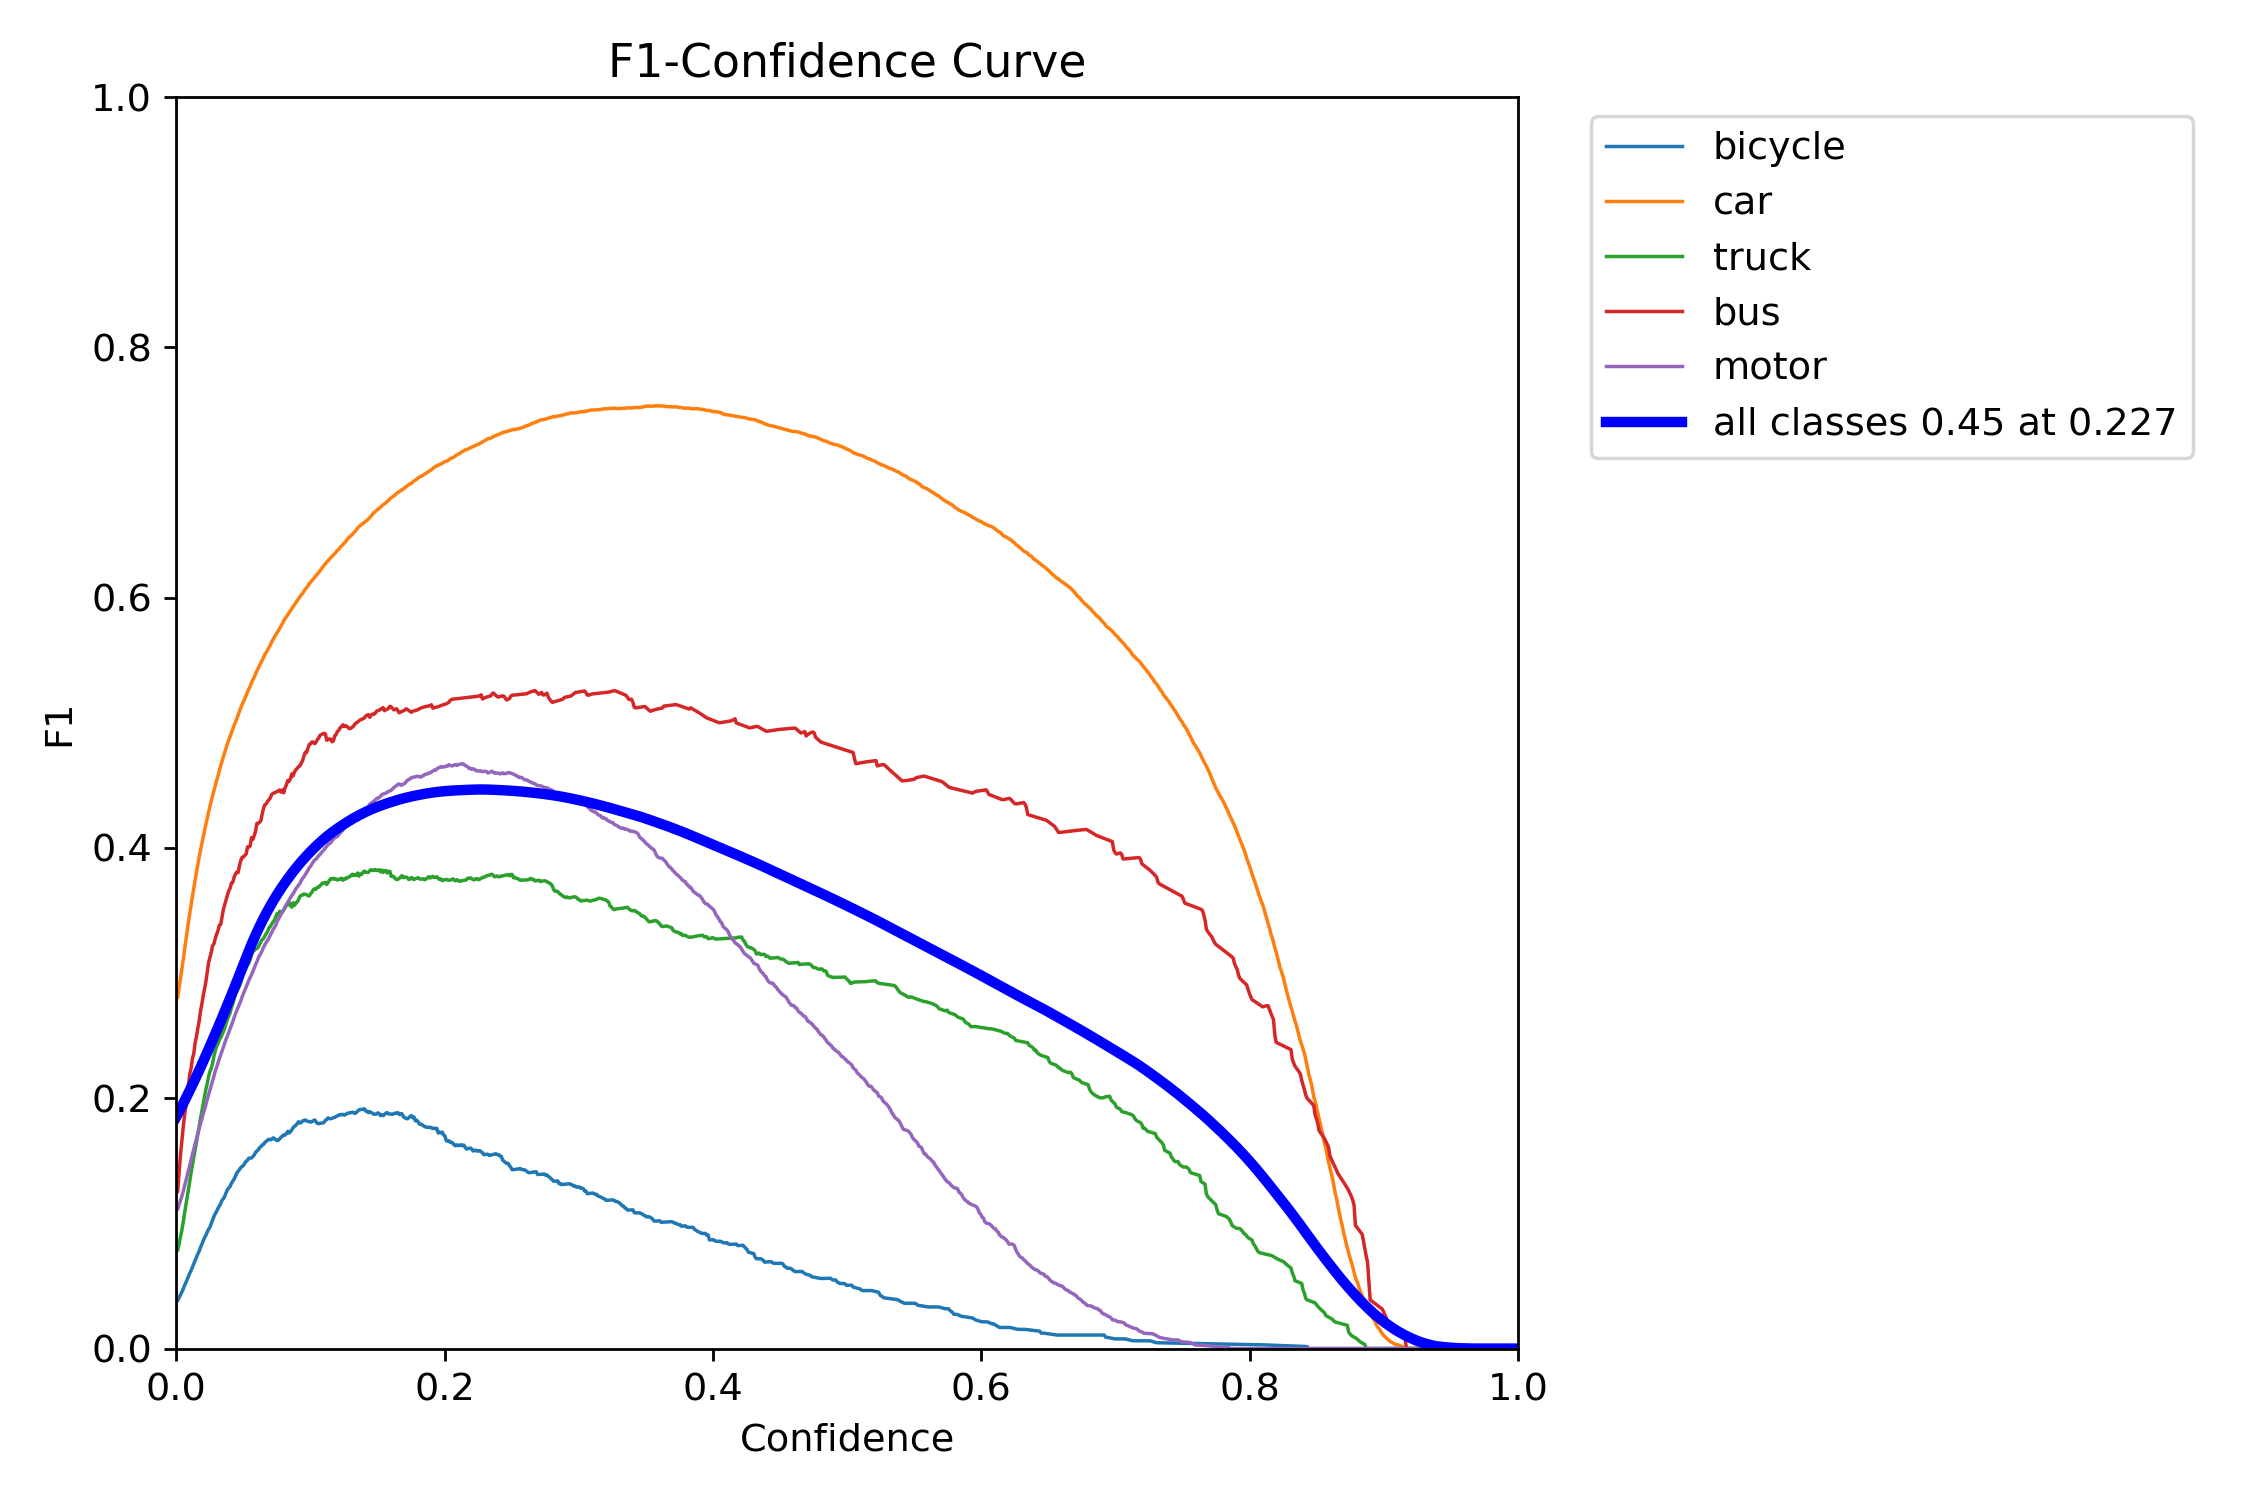 F1-Confidence Curve
1.0
0.8
0.6
0.4
0.2
0.0
F1
0.0 0.2 0.4 0.6 0.8 1.0
Confidence
bicycle
car
truck
bus
motor
all classes 0.45 at 0.227